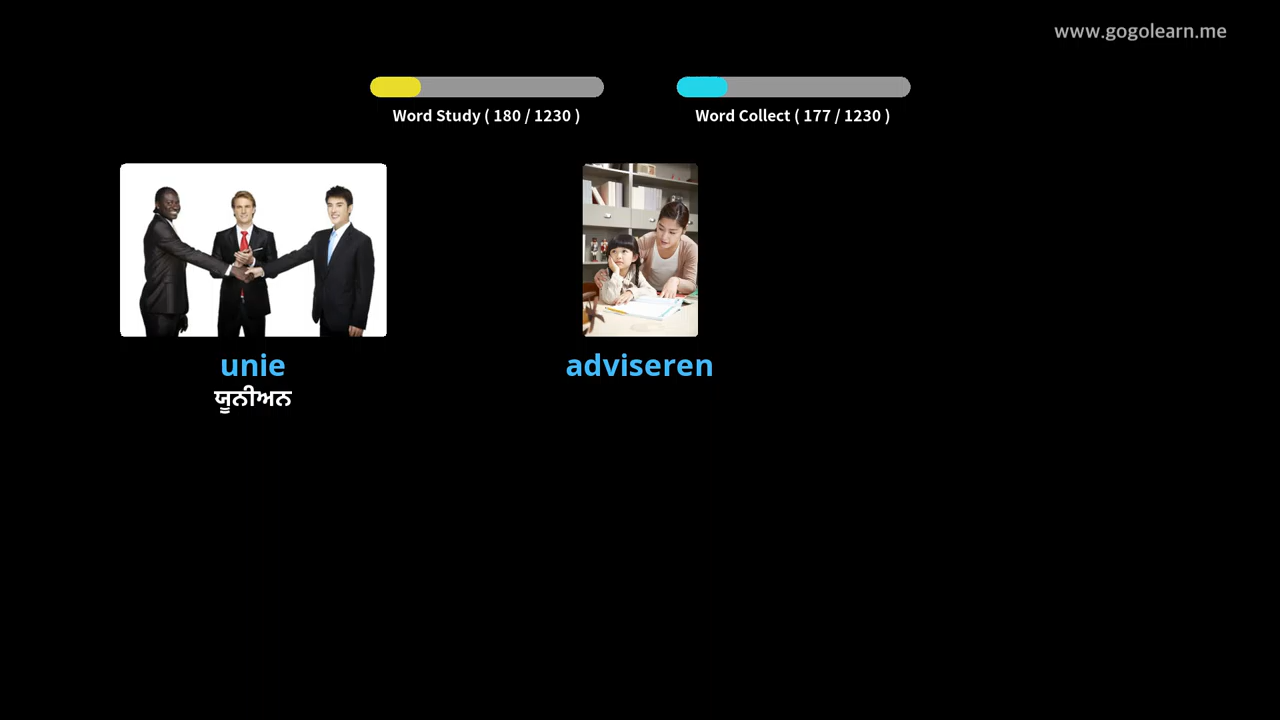 www.gogolearn.me
Word Study ( 180 / 1230 )
Word Collect ( 177 / 1230 )
unie
ਯੂਨੀਅਨ
adviseren